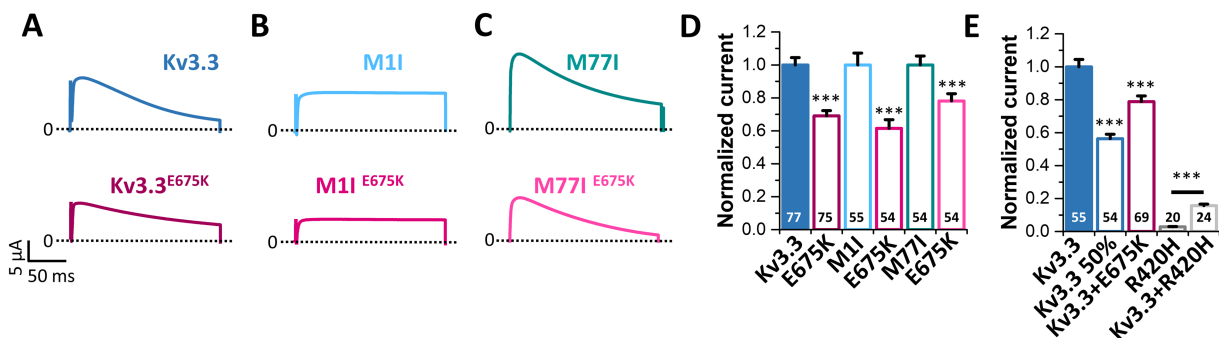 A
Kv3.3
0
Kv3.3E675K
0
5 µA
50 ms
B
M1I
0
M1I E675K
0
C
M77I
0
M77I E675K
0
D
Normalized current
1.2
1.0
0.8
0.6
0.4
0.2
0.0
***
***
***
77
75
55
54
54
54
Kv3.3
E675K
M1I
E675K
M77I
E675K
E
Normalized current
1.2
1.0
0.8
0.6
0.4
0.2
0.0
***
***
***
55
54
69
20
24
Kv3.3
Kv3.3 50%
Kv3.3+E675K
R420H
Kv3.3+R420H